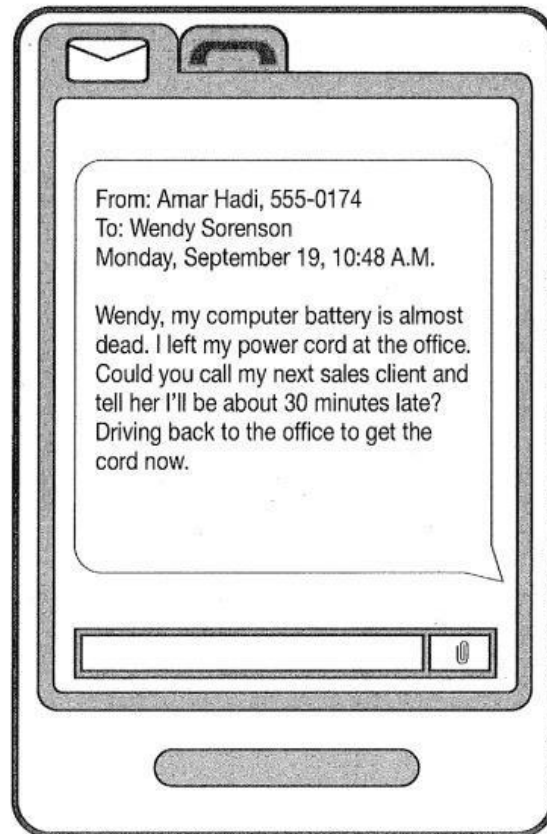 From: Amar Hadi, 555-0174
To: Wendy Sorenson
Monday, September 19, 10:48 A.M.
Wendy, my computer battery is almost
dead. I left my power cord at the office.
Could you call my next sales client and
tell her I'll be about 30 minutes late?
Driving back to the office to get the
cord now.